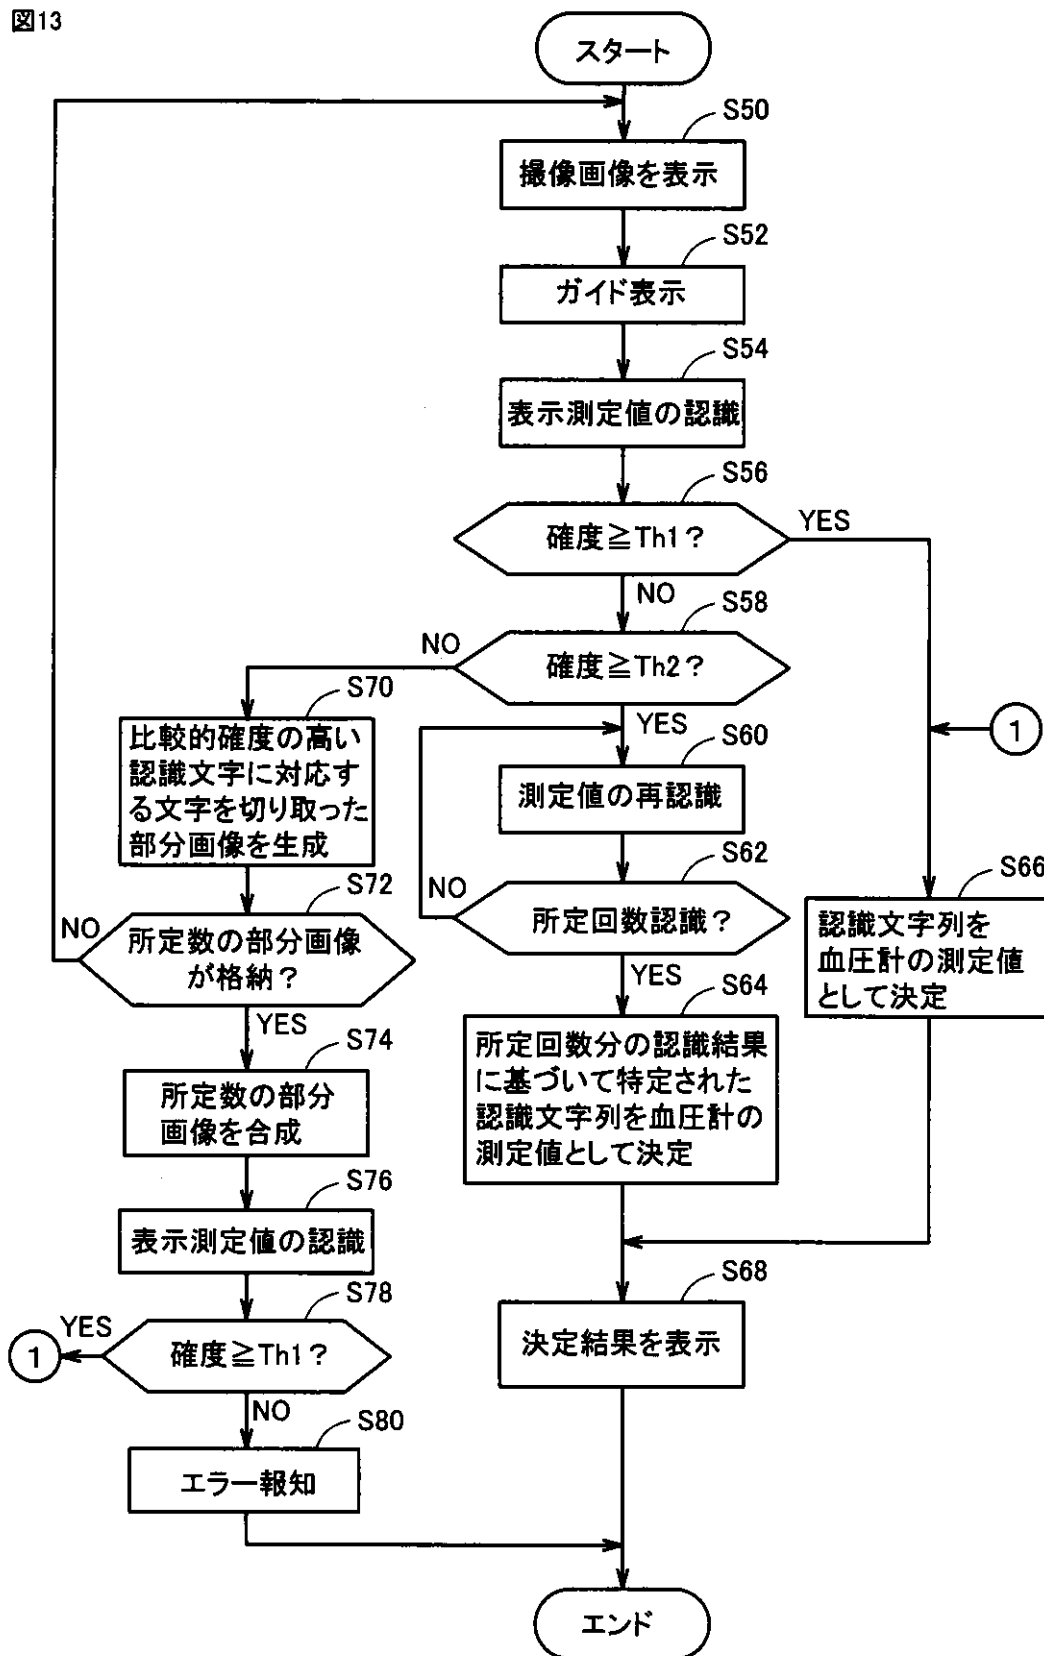 図13
スタート
S50
撮像画像を表示
S52
ガイド表示
S54
表示測定値の認識
S56
確度≧Th1?
YES
NO
S58
確度≧Th2?
NO
YES
S70
比較的確度の高い
認識文字に対応す
る文字を切り取った
部分画像を生成
S60
測定値の再認識
1
S62
所定回数認識?
NO
YES
S72
所定数の部分画像
が格納?
NO
YES
S66
認識文字列を
血圧計の測定値
として決定
S64
所定回数分の認識結果
に基づいて特定された
認識文字列を血圧計の
測定値として決定
S74
所定数の部分
画像を合成
S76
表示測定値の認識
S78
確度≧Th1?
YES
1
NO
S68
決定結果を表示
S80
エラー報知
エンド